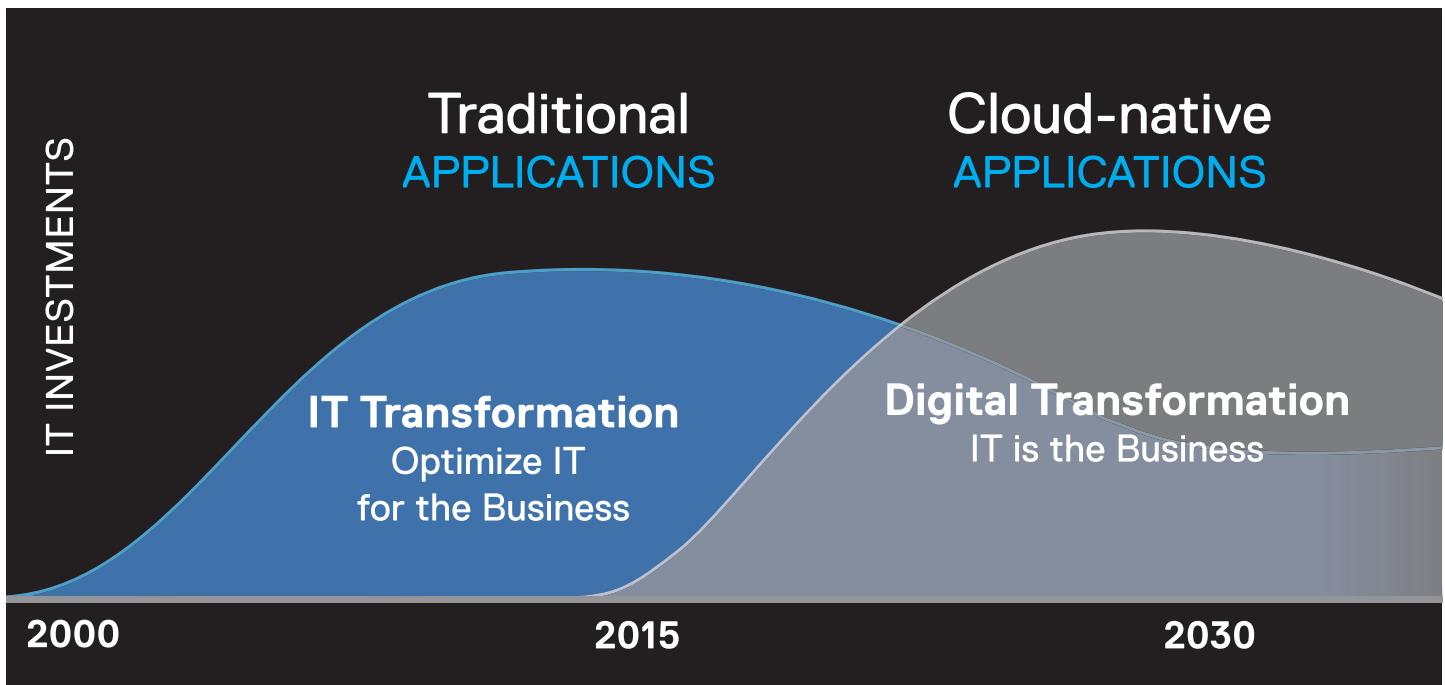 IT INVESTMENTS
Traditional
APPLICATIONS
Cloud-native
APPLICATIONS
IT Transformation
Optimize IT
for the Business
Digital Transformation
IT is the Business
2000
2015
2030